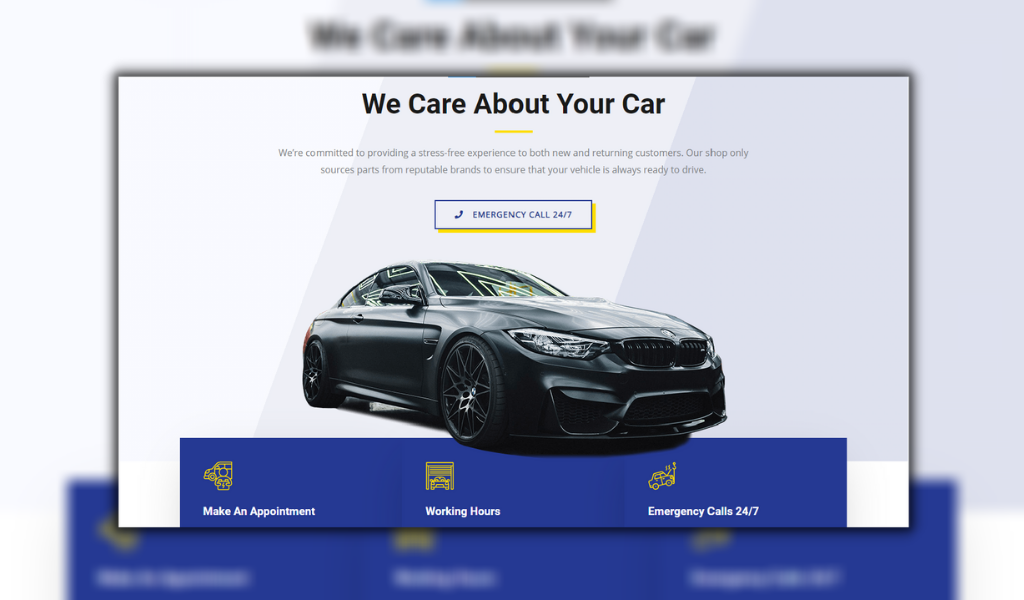 We Care About Your Car
We're committed to providing a stress-free experience to both new and returning customers. Our shop only
sources parts from reputable brands to ensure that your vehicle is always ready to drive.
EMERGENCY CALL 24/7
Make An Appointment
Working Hours
Emergency Calls 24/7